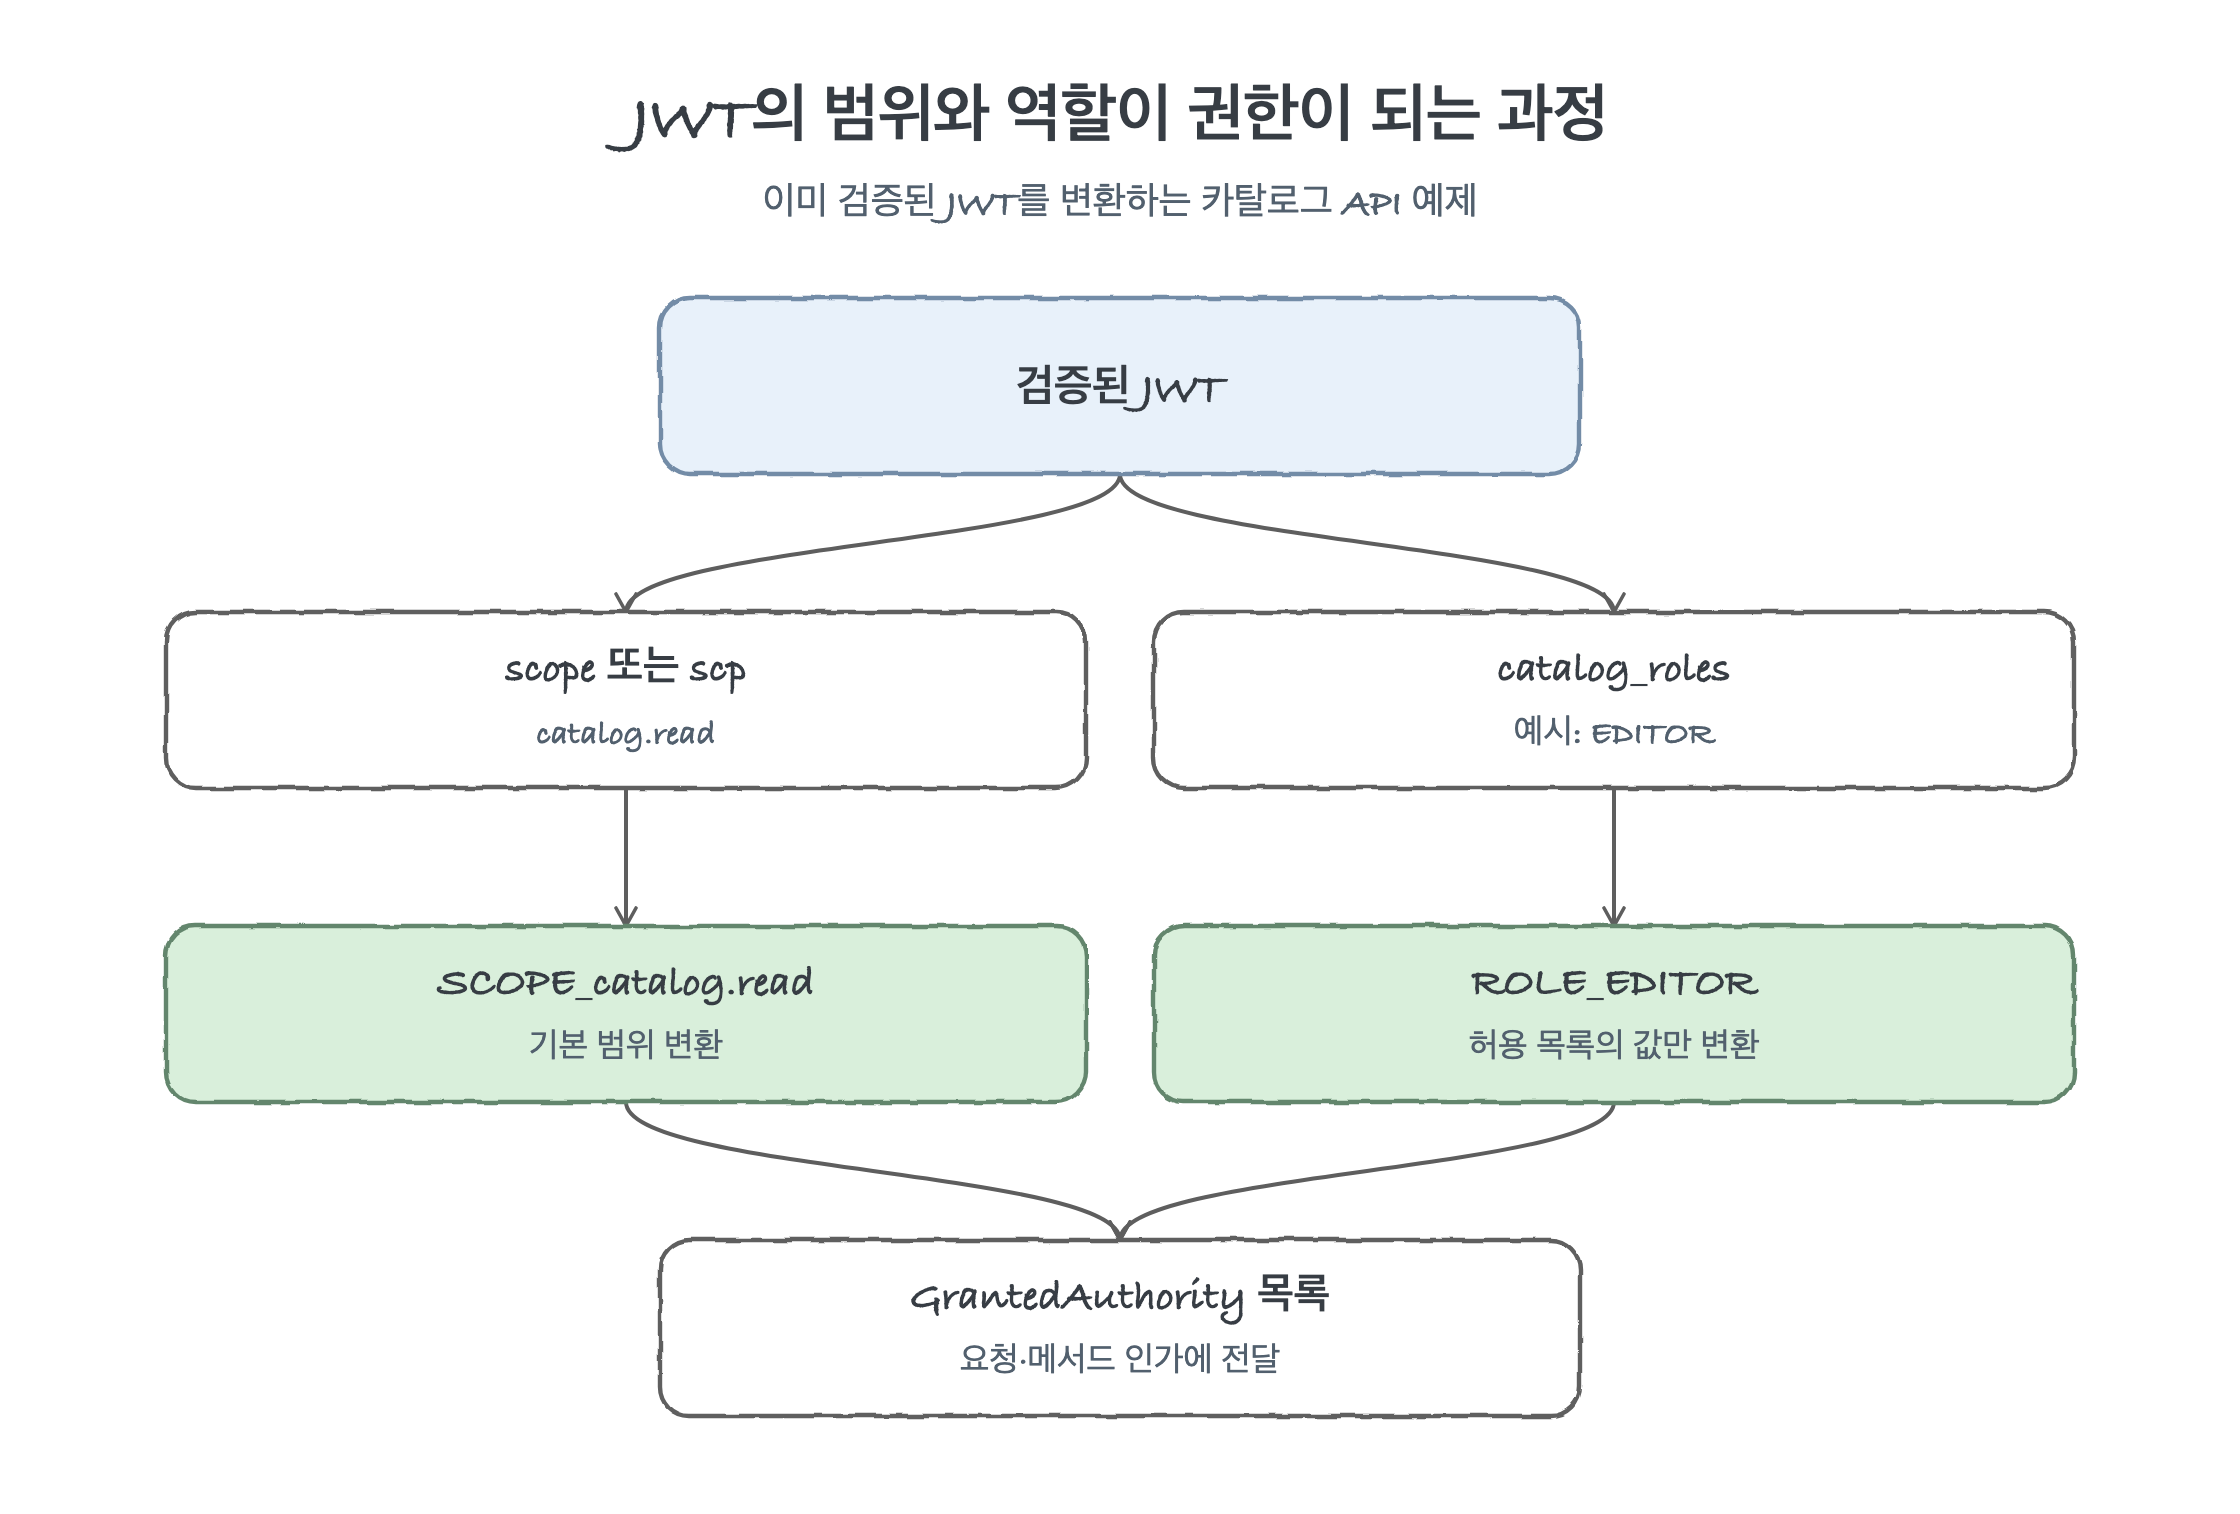 JWT의 범위와 역할이 권한이 되는 과정
이미 검증된 JWT를 변환하는 카탈로그 API 예제
검증된 JWT
scope 또는 scp
catalog.read
catalog_roles
예시: EDITOR
SCOPE_catalog.read
기본 범위 변환
ROLE_EDITOR
허용 목록의 값만 변환
GrantedAuthority 목록
요청·메서드 인가에 전달